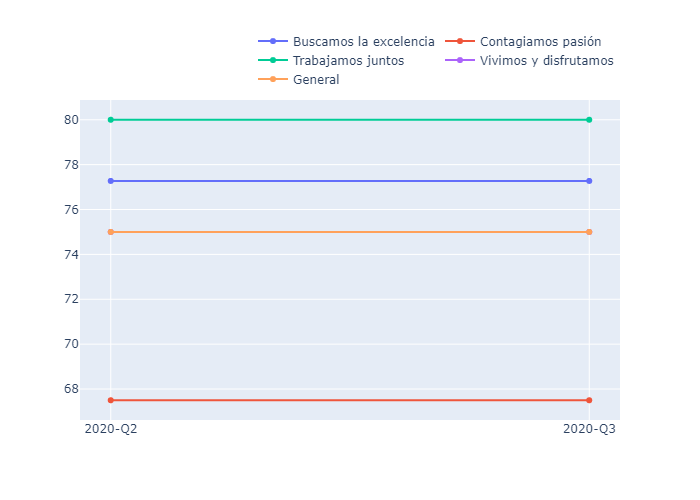 Buscamos la excelencia Contagiamos pasión
Trabajamos juntos Vivimos y disfrutamos
General
80
78
76
74
72
70
68
2020-Q2 2020-Q3